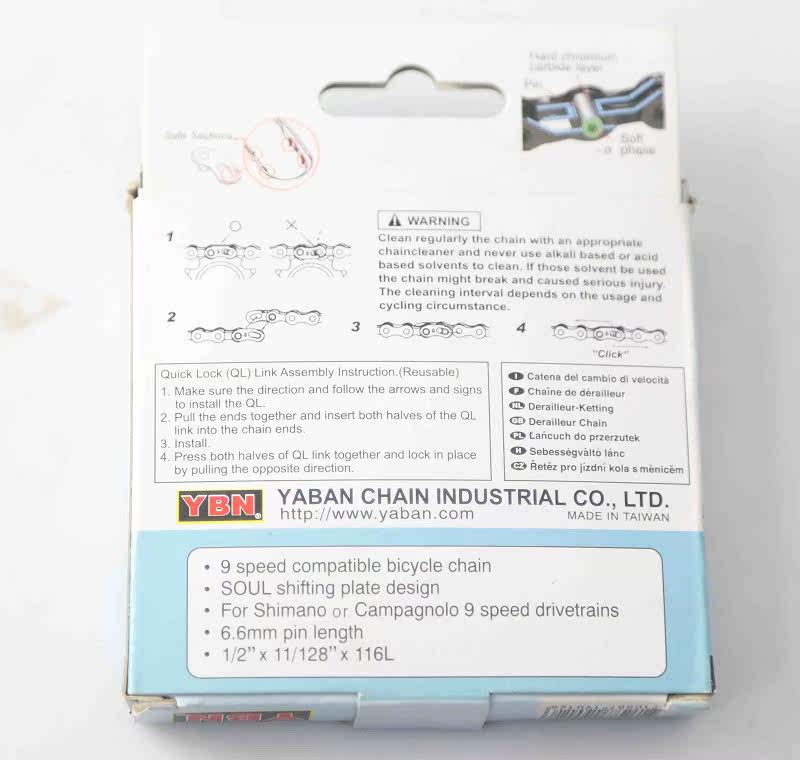 Hard chromium
carbide layer
Pin
Soft
α phase
Safe Sections
1
WARNING
Clean regularly the chain with an appropriate
chaincleaner and never use alkali based or acid
based solvents to clean. If those solvent be used
the chain might break and caused serious injury.
The cleaning interval depends on the usage and
cycling circumstance.
2
3
4
"Click"
Quick Lock (QL) Link Assembly Instruction.(Reusable)
1. Make sure the direction and follow the arrows and signs
to install the QL.
2. Pull the ends together and insert both halves of the QL
link into the chain ends.
3. Install.
4. Press both halves of QL link together and lock in place
by pulling the opposite direction.
I Catena del cambio di velocità
F Chaîne de dérailleur
NL Derailleur-Ketting
GB Derailleur Chain
PL Łańcuch do przerzutek
H Sebességváltó lánc
CZ Řetěz pro jízdní kola s měničem
YBN®
YABAN CHAIN INDUSTRIAL CO., LTD.
http://www.yaban.com
MADE IN TAIWAN
• 9 speed compatible bicycle chain
• SOUL shifting plate design
• For Shimano or Campagnolo 9 speed drivetrains
• 6.6mm pin length
• 1/2" x 11/128" x 116L
YBN